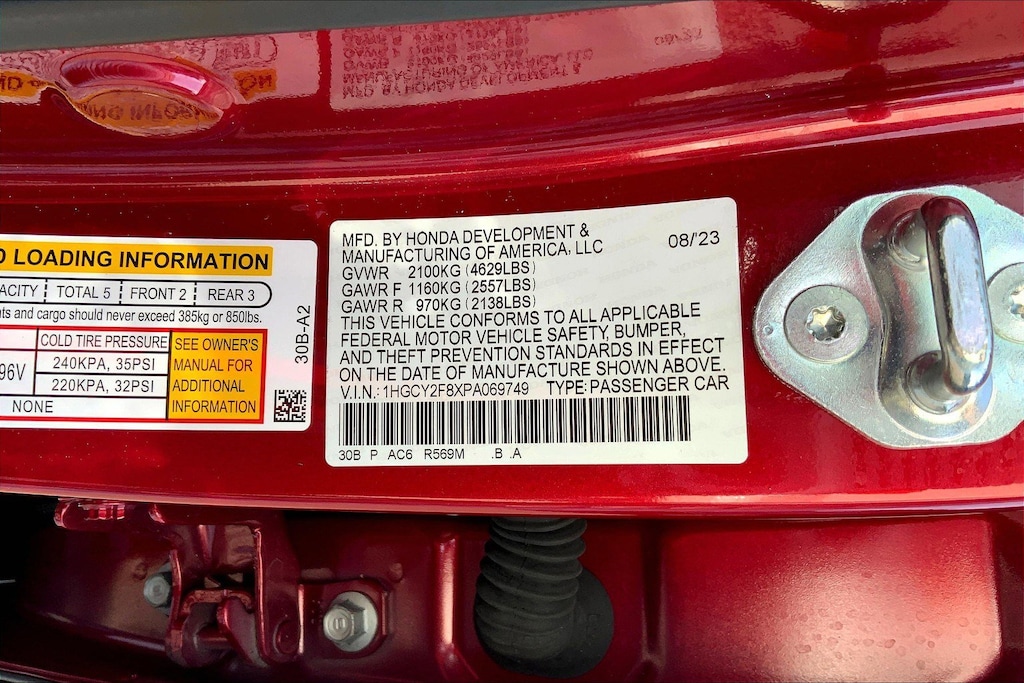 LOADING INFORMATION
TOTAL 5 FRONT 2 REAR 3
and cargo should never exceed 385kg or 850lbs.
COLD TIRE PRESSURE
240KPA, 35PSI
96V
220KPA, 32PSI
NONE
SEE OWNER'S
MANUAL FOR
ADDITIONAL
INFORMATION
30B-A2
MFD. BY HONDA DEVELOPMENT &
MANUFACTURING OF AMERICA, LLC 08/'23
GVWR 2100KG (4629LBS)
GAWR F 1160KG (2557LBS)
GAWR R 970KG (2138LBS)
THIS VEHICLE CONFORMS TO ALL APPLICABLE
FEDERAL MOTOR VEHICLE SAFETY, BUMPER,
AND THEFT PREVENTION STANDARDS IN EFFECT
ON THE DATE OF MANUFACTURE SHOWN ABOVE.
V.I.N.: 1HGCY2F8XPA069749 TYPE: PASSENGER CAR
30B P AC6 R569M .B .A